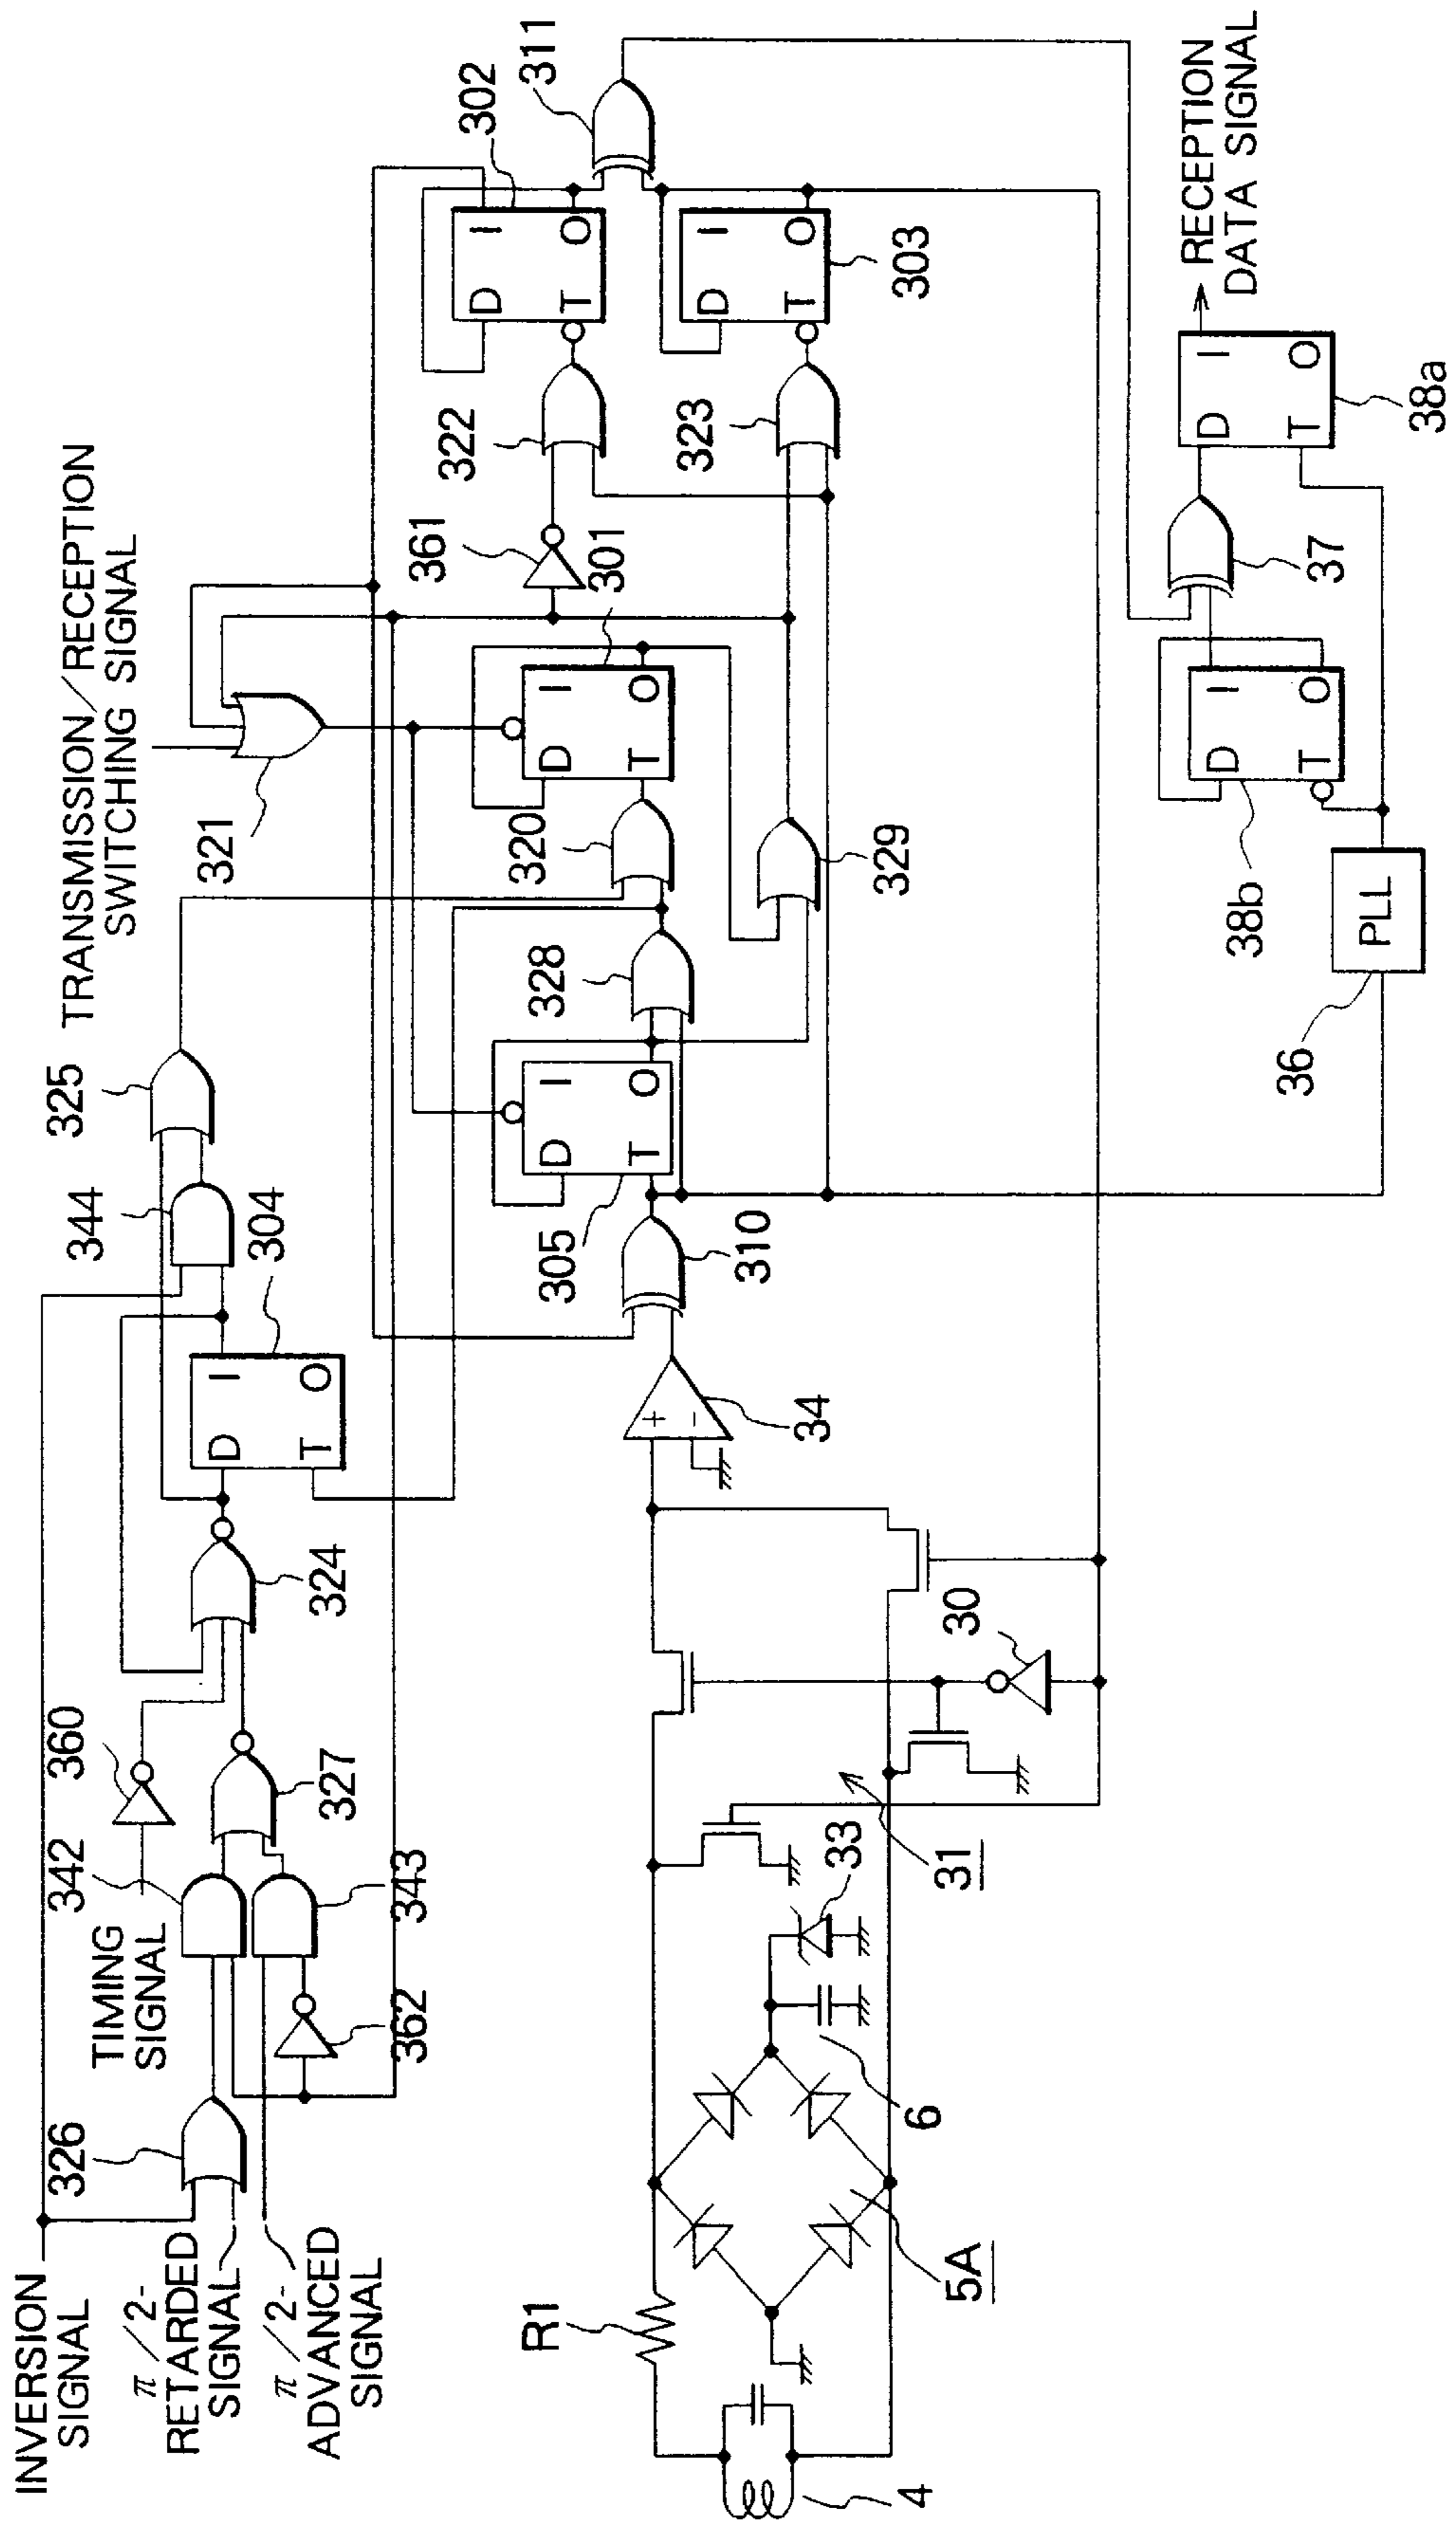 INVERSION
SIGNAL
π/2-
RETARDED
SIGNAL
π/2-
ADVANCED
SIGNAL
326
362
TIMING
SIGNAL
342
343
360
327
324
D
I
T
O
304
344
325
TRANSMISSION/RECEPTION
SWITCHING SIGNAL
321
4
R1
5A
6
33
31
30
+
−
34
310
305
D
I
T
O
328
320
329
D
I
T
O
301
361
322
323
D
I
T
O
302
D
I
T
O
303
311
36
PLL
38b
D
I
T
O
37
D
I
T
O
38a
RECEPTION
DATA SIGNAL